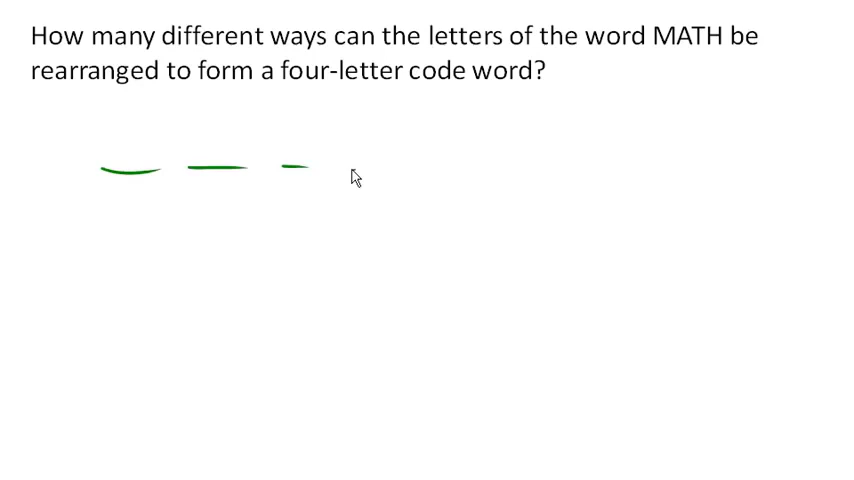 How many different ways can the letters of the word MATH be
rearranged to form a four-letter code word?